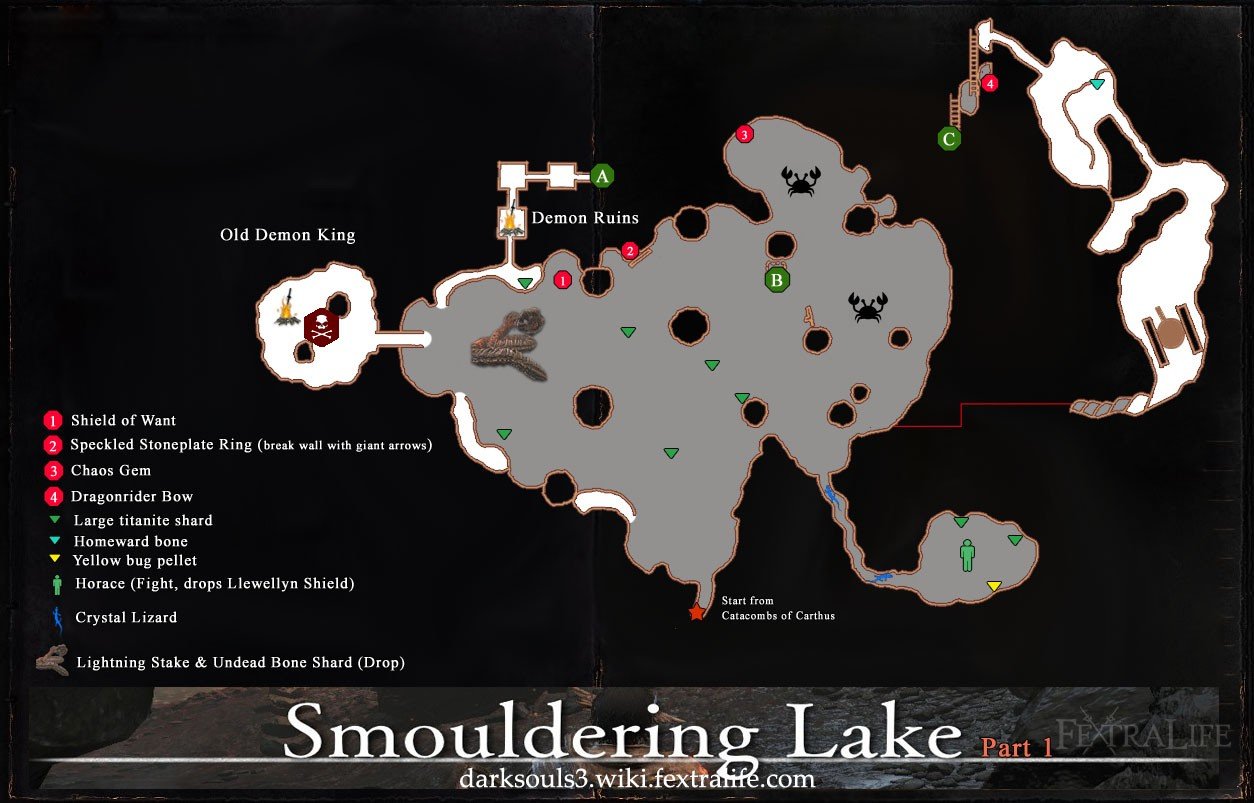 4
C
3
A
Demon Ruins
Old Demon King
2
1
B
1 Shield of Want
2 Speckled Stoneplate Ring (break wall with giant arrows)
3 Chaos Gem
4 Dragonrider Bow
Large titanite shard
Homeward bone
Yellow bug pellet
Horace (Fight, drops Llewellyn Shield)
Crystal Lizard
Lightning Stake & Undead Bone Shard (Drop)
Start from
Catacombs of Carthus
Smouldering Lake Part 1
FEXTRALIFE
darksouls3.wiki.fextralife.com